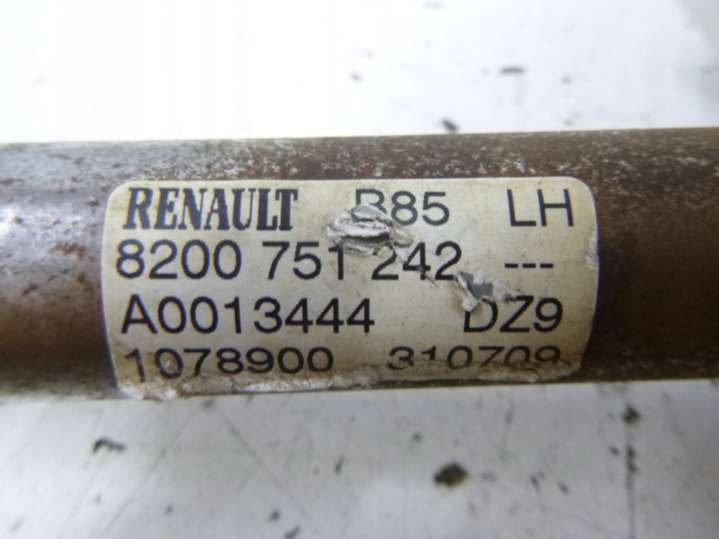 RENAULT B85 LH
8200 751 242 ---
A0013444 DZ9
1078900 310709